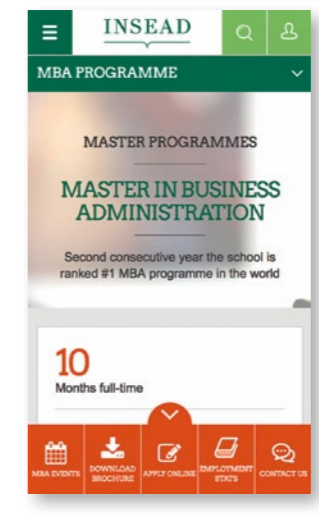 INSEAD
MBA PROGRAMME
MASTER PROGRAMMES
MASTER IN BUSINESS
ADMINISTRATION
Second consecutive year the school is
ranked #1 MBA programme in the world
10
Months full-time
MBA EVENTS
DOWNLOAD
BROCHURE
APPLY ONLINE
EMPLOYMENT
STATS
CONTACT US